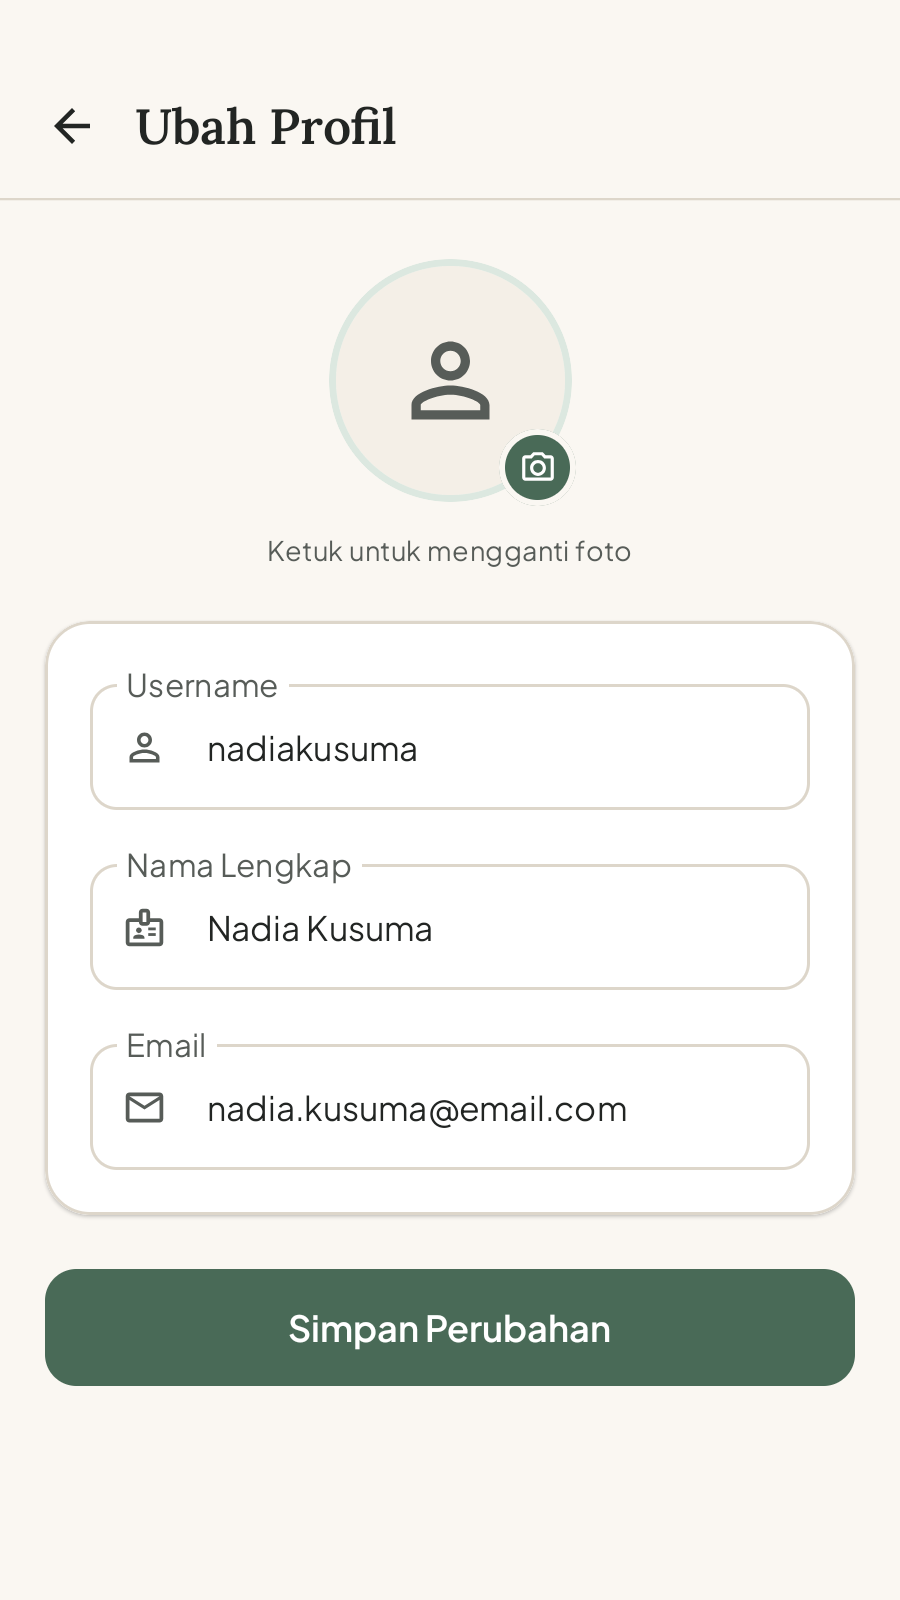 Ubah Profil
Ketuk untuk mengganti foto
Username
nadiakusuma
Nama Lengkap
Nadia Kusuma
Email
nadia.kusuma@email.com
Simpan Perubahan